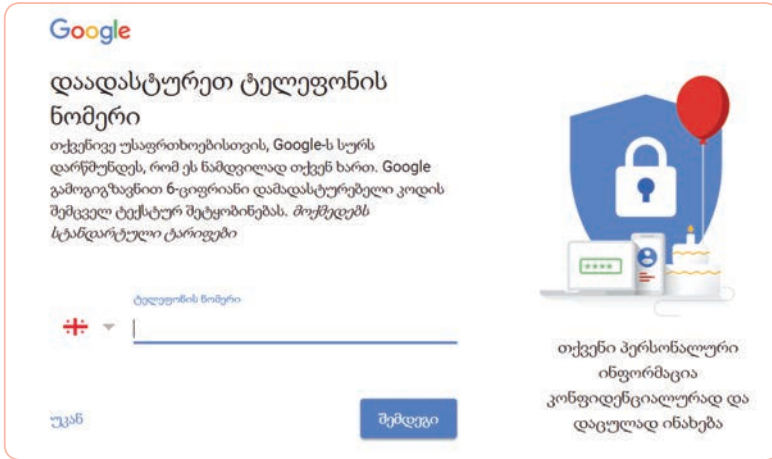 Google
დაადასტურეთ ტელეფონის
ნომერი
თქვენივე უსაფრთხოებისთვის, Google-ს სურს
დარწმუნდეს, რომ ეს ნამდვილად თქვენ ხართ. Google
გამოგიგზავნით 6-ციფრიანი დამადასტურებელი კოდის
შემცველ ტექსტურ შეტყობინებას. მოქმედებს
სტანდარტული ტარიფები
ტელეფონის ნომერი
უკან
შემდეგი
****
თქვენი პერსონალური
ინფორმაცია
კონფიდენციალურად და
დაცულად ინახება